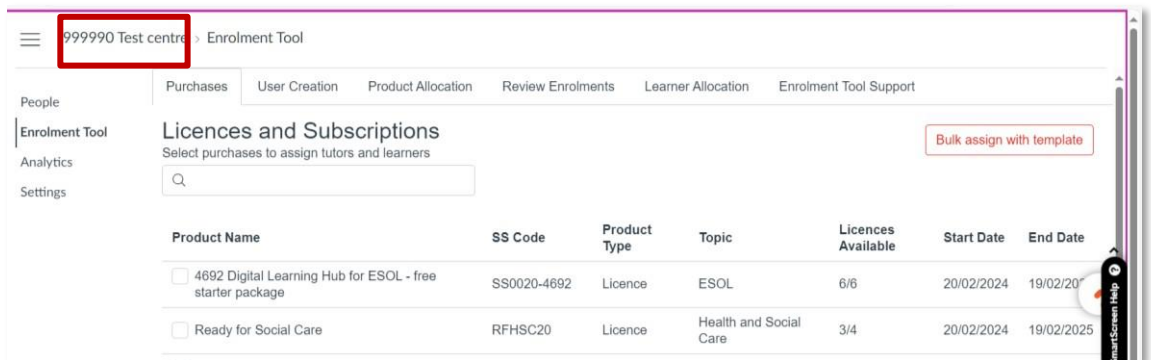 999990 Test centre > Enrolment Tool
Purchases User Creation Product Allocation Review Enrolments Learner Allocation Enrolment Tool Support
People
Enrolment Tool
Analytics
Settings
Licences and Subscriptions
Select purchases to assign tutors and learners
Bulk assign with template
Product Name SS Code Product Type Topic Licences Available Start Date End Date
4692 Digital Learning Hub for ESOL - free
starter package
SS0020-4692 Licence ESOL 6/6 20/02/2024 19/02/
Ready for Social Care RFHSC20 Licence Health and Social Care 3/4 20/02/2024 19/02/2025
SmartScreen Help ?